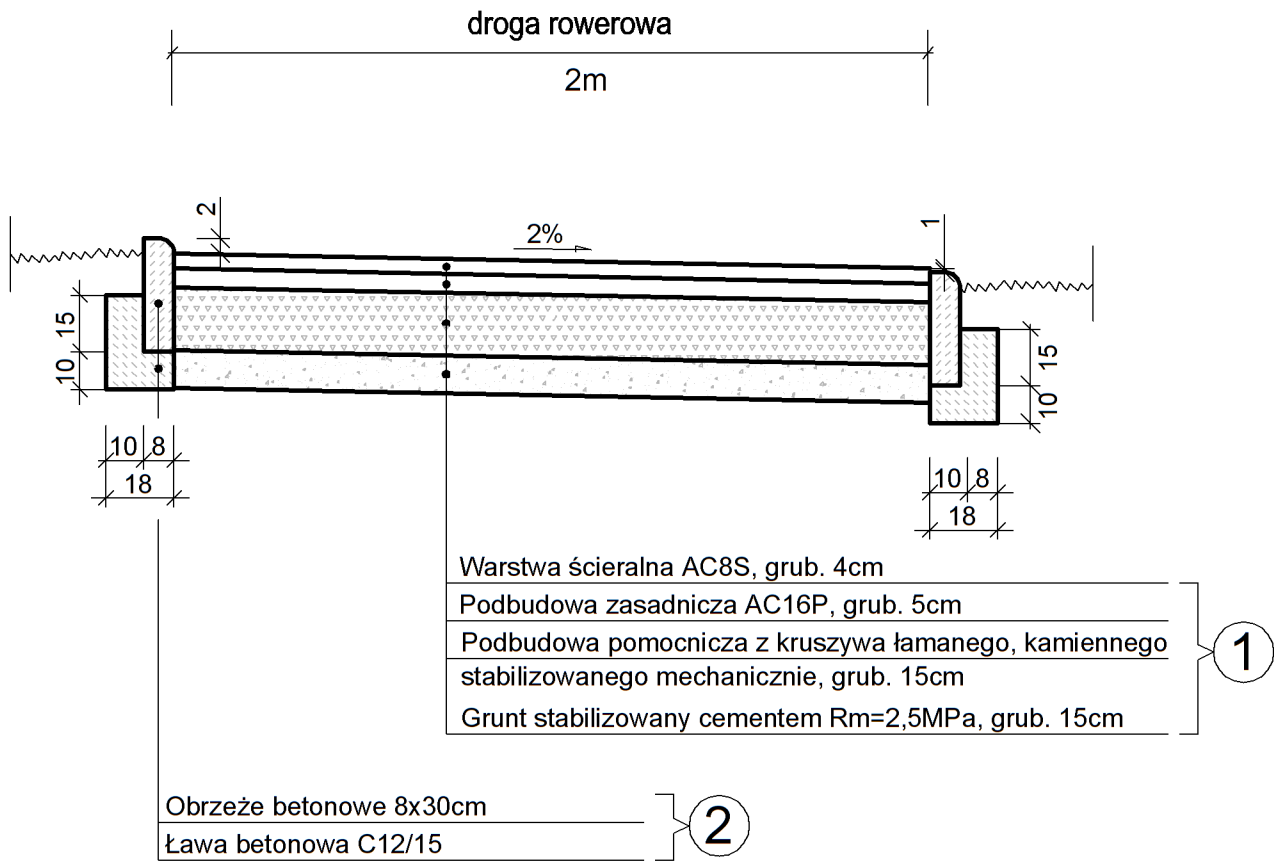 droga rowerowa
2m
2
2%
1
15
10
15
10
10 8
18
10 8
18
Warstwa ścieralna AC8S, grub. 4cm
Podbudowa zasadnicza AC16P, grub. 5cm
Podbudowa pomocnicza z kruszywa łamanego, kamiennego
stabilizowanego mechanicznie, grub. 15cm
Grunt stabilizowany cementem Rm=2,5MPa, grub. 15cm
1
Obrzeże betonowe 8x30cm
Ława betonowa C12/15
2